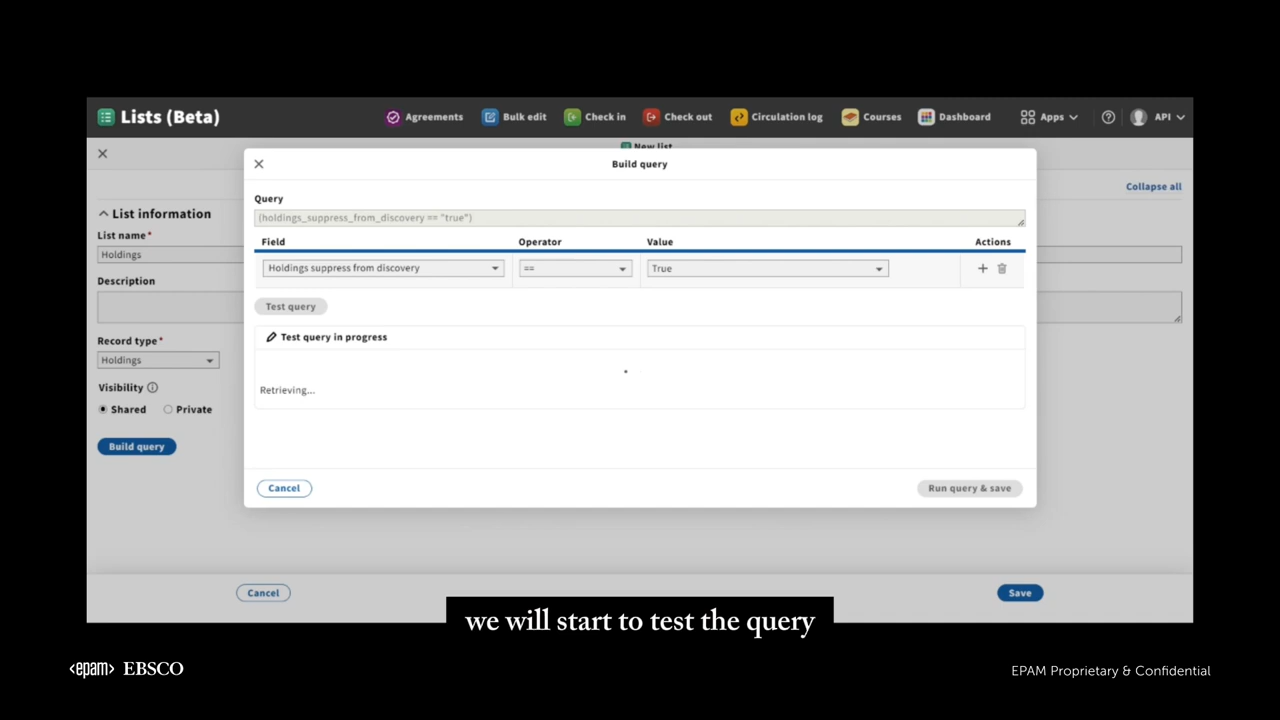 Lists (Beta) Agreements Bulk edit Check in Check out Circulation log Courses Dashboard Apps API
New list
Build query
Collapse all
Query
List information
(holdings_suppress_from_discovery == "true")
List name*
Field Operator Value Actions
Holdings
Holdings suppress from discovery == True
Description
Test query
Test query in progress
Record type*
Holdings
Visibility
Retrieving...
Shared Private
Build query
Cancel Run query & save
Cancel Save
we will start to test the query
<epam> EBSCO EPAM Proprietary & Confidential